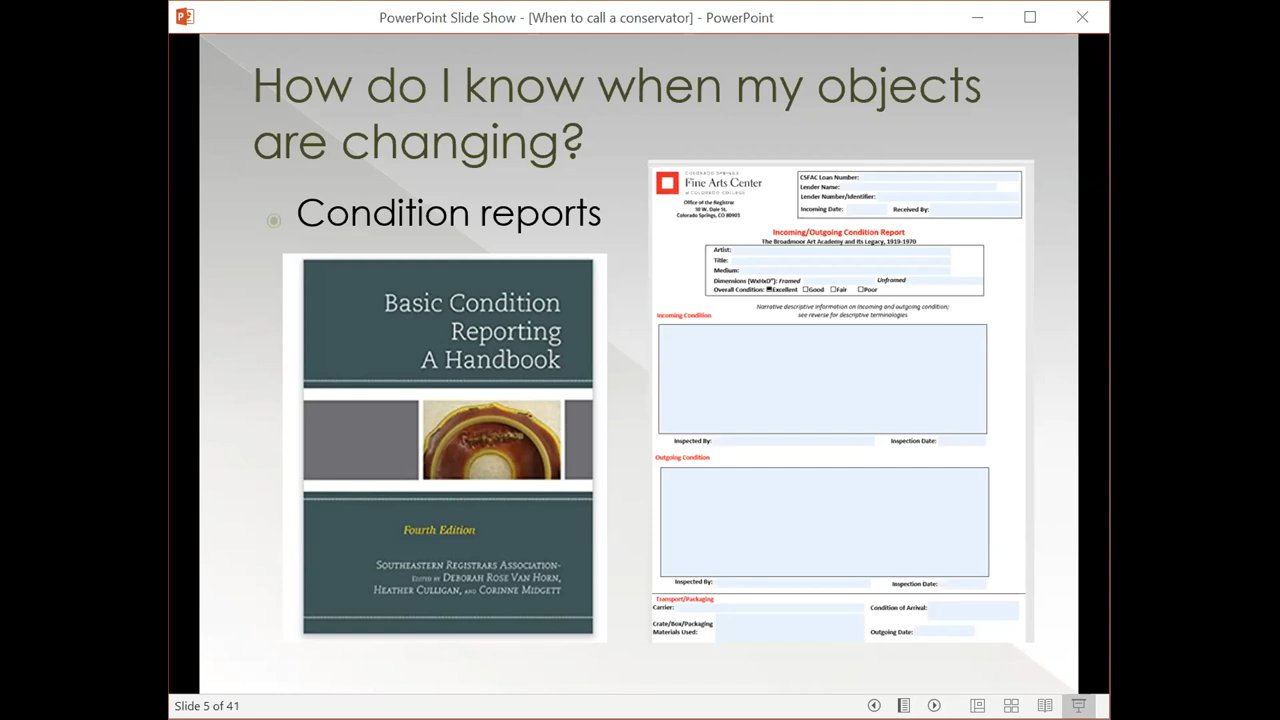 PowerPoint Slide Show - [When to call a conservator] - PowerPoint
How do I know when my objects
are changing?
Condition reports
Basic Condition
Reporting
A Handbook
Fourth Edition
Southeastern Registrars Association-
Edited by Deborah Rose Van Horn,
Heather Culligan, and Corinne Midgett
COLORADO SPRINGS
Fine Arts Center
at COLORADO COLLEGE
Office of the Registrar
30 W. Dale St.
Colorado Springs, CO 80903
CSFAC Loan Number:
Lender Name:
Lender Number/Identifier:
Incoming Date: Received By:
Incoming/Outgoing Condition Report
The Broadmoor Art Academy and Its Legacy, 1919-1970
Artist:
Title:
Medium:
Dimensions (WxHxD"): Framed Unframed
Overall Condition: Excellent Good Fair Poor
Narrative descriptive information on incoming and outgoing condition;
see reverse for descriptive terminologies
Incoming Condition
Inspected By: Inspection Date:
Outgoing Condition
Inspected By: Inspection Date:
Transport/Packaging
Carrier: Condition of Arrival:
Crate/Box/Packaging
Materials Used: Outgoing Date:
Slide 5 of 41